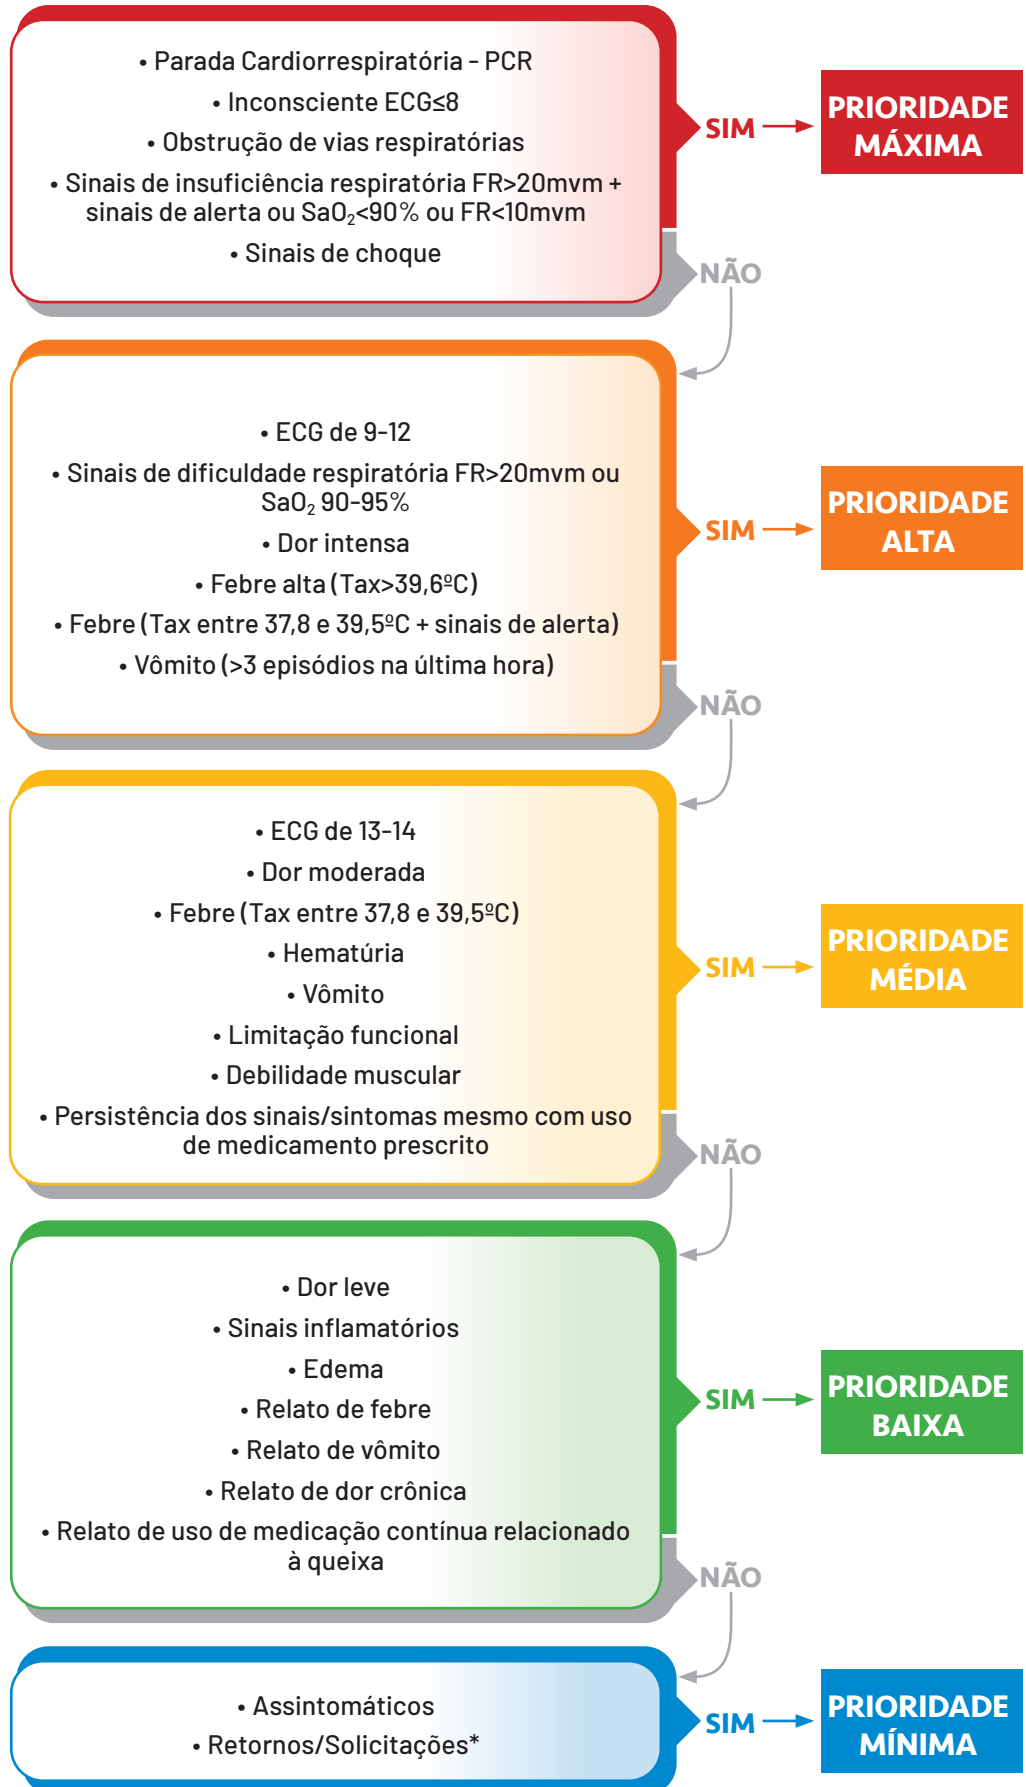 • Parada Cardiorrespiratória - PCR
• Inconsciente ECG≤8
• Obstrução de vias respiratórias
• Sinais de insuficiência respiratória FR>20mvm +
sinais de alerta ou SaO₂<90% ou FR<10mvm
• Sinais de choque
SIM
PRIORIDADE
MÁXIMA
NÃO
• ECG de 9-12
• Sinais de dificuldade respiratória FR>20mvm ou
SaO₂ 90-95%
• Dor intensa
• Febre alta (Tax>39,6ºC)
• Febre (Tax entre 37,8 e 39,5ºC + sinais de alerta)
• Vômito (>3 episódios na última hora)
SIM
PRIORIDADE
ALTA
NÃO
• ECG de 13-14
• Dor moderada
• Febre (Tax entre 37,8 e 39,5ºC)
• Hematúria
• Vômito
• Limitação funcional
• Debilidade muscular
• Persistência dos sinais/sintomas mesmo com uso
de medicamento prescrito
SIM
PRIORIDADE
MÉDIA
NÃO
• Dor leve
• Sinais inflamatórios
• Edema
• Relato de febre
• Relato de vômito
• Relato de dor crônica
• Relato de uso de medicação contínua relacionado
à queixa
SIM
PRIORIDADE
BAIXA
NÃO
• Assintomáticos
• Retornos/Solicitações*
SIM
PRIORIDADE
MÍNIMA